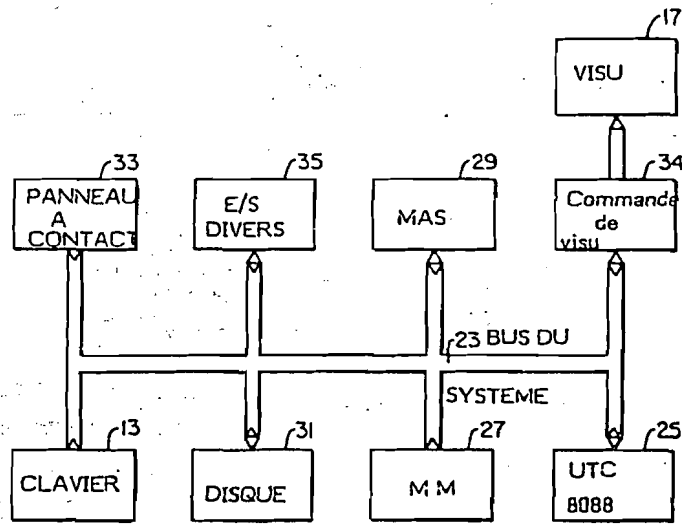 17
VISU
33
35
29
34
PANNEAU
A
CONTACT
E/S
DIVERS
MAS
Commande
de
visu
23 BUS DU
SYSTEME
13
31
27
25
CLAVIER
DISQUE
MM
UTC
8088